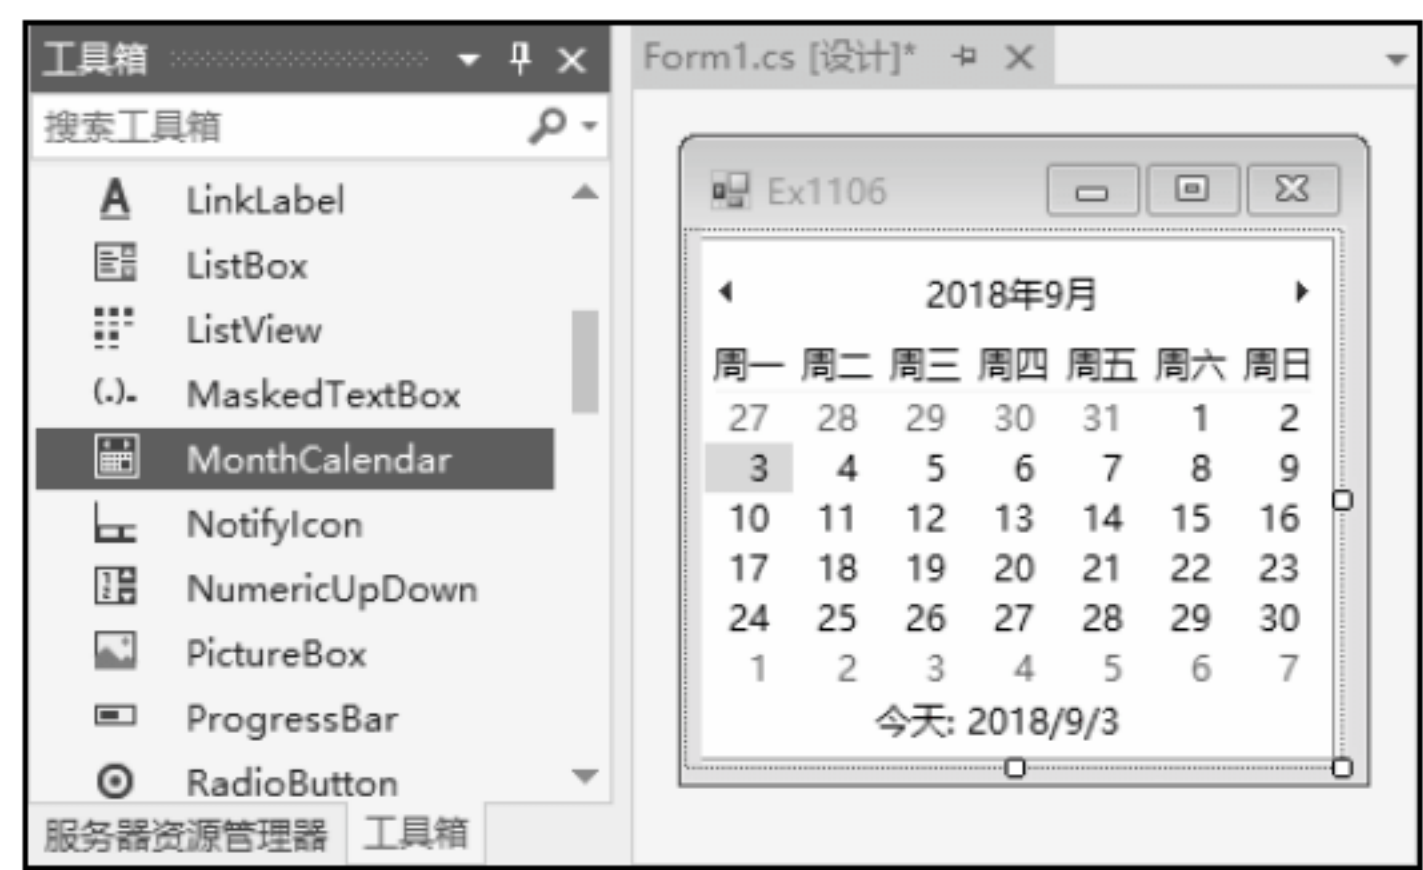 工具箱
搜索工具箱
A LinkLabel
ListBox
ListView
(.). MaskedTextBox
MonthCalendar
NotifyIcon
NumericUpDown
PictureBox
ProgressBar
RadioButton
服务器资源管理器 工具箱
Form1.cs [设计]*
Ex1106
2018年9月
周一 周二 周三 周四 周五 周六 周日
27 28 29 30 31 1 2
3 4 5 6 7 8 9
10 11 12 13 14 15 16
17 18 19 20 21 22 23
24 25 26 27 28 29 30
1 2 3 4 5 6 7
今天: 2018/9/3